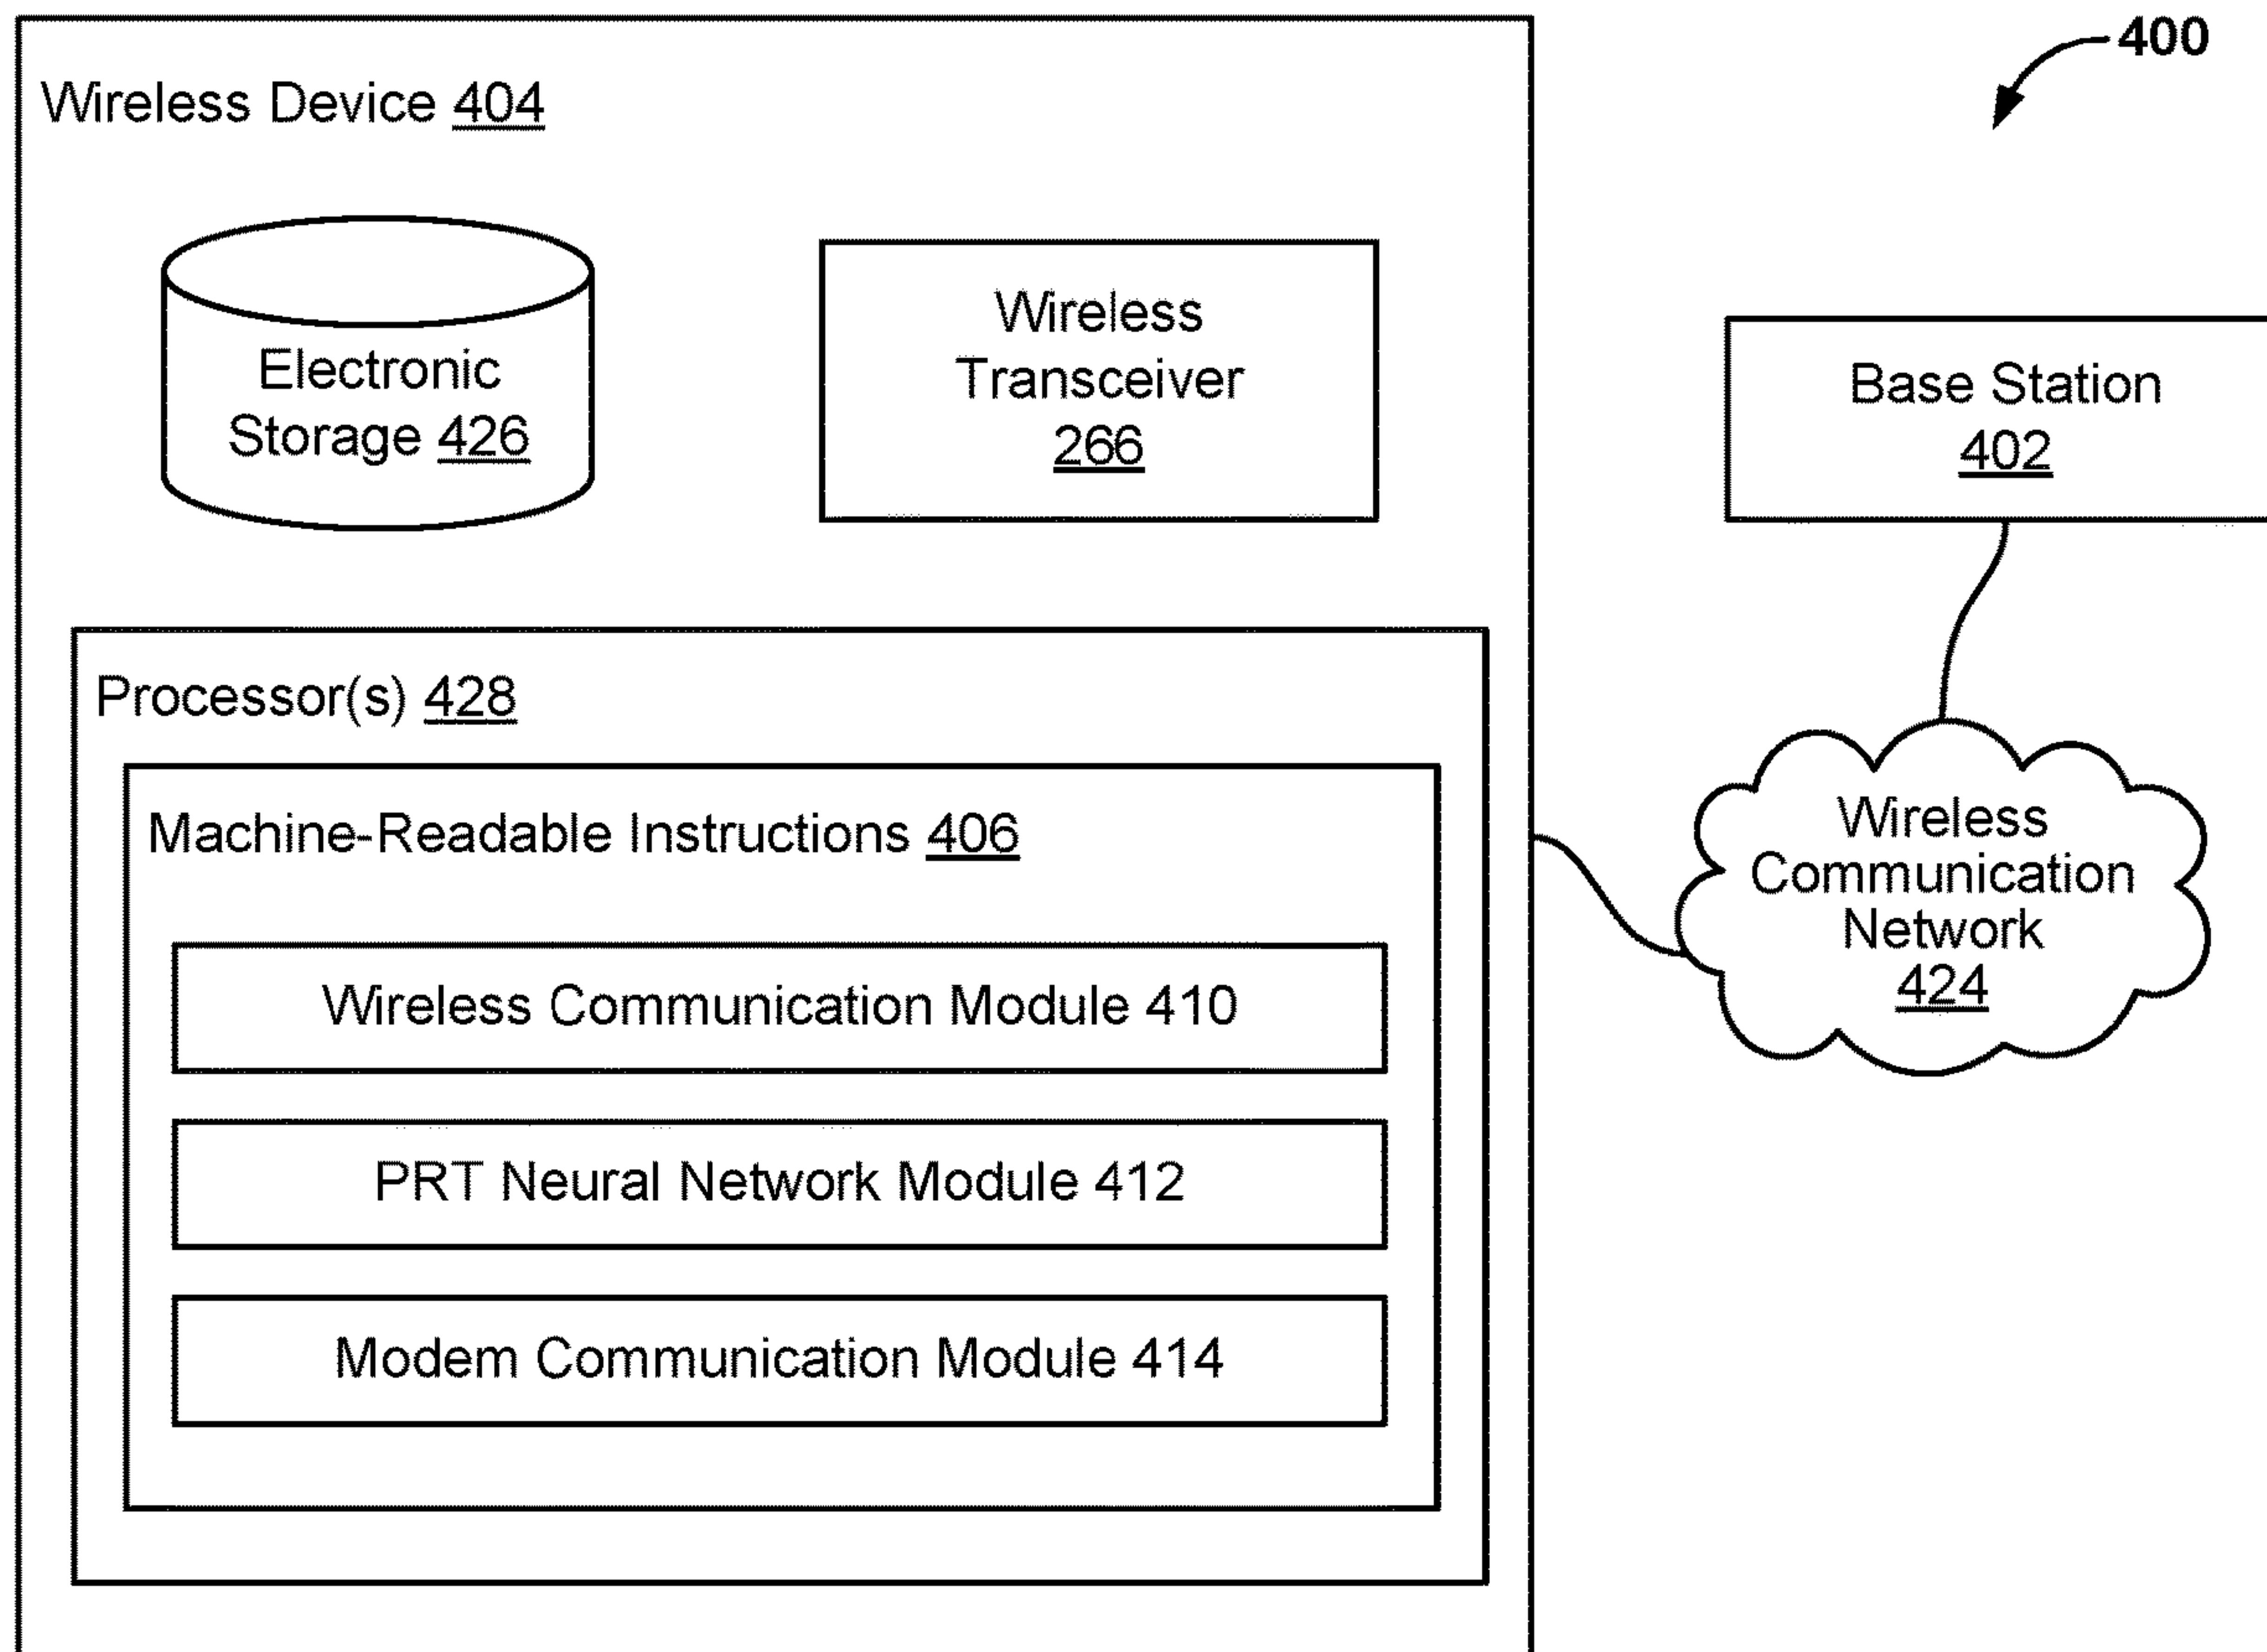 400
Wireless Device 404
Electronic
Storage 426
Wireless
Transceiver
266
Base Station
402
Processor(s) 428
Machine-Readable Instructions 406
Wireless Communication Module 410
PRT Neural Network Module 412
Modem Communication Module 414
Wireless
Communication
Network
424